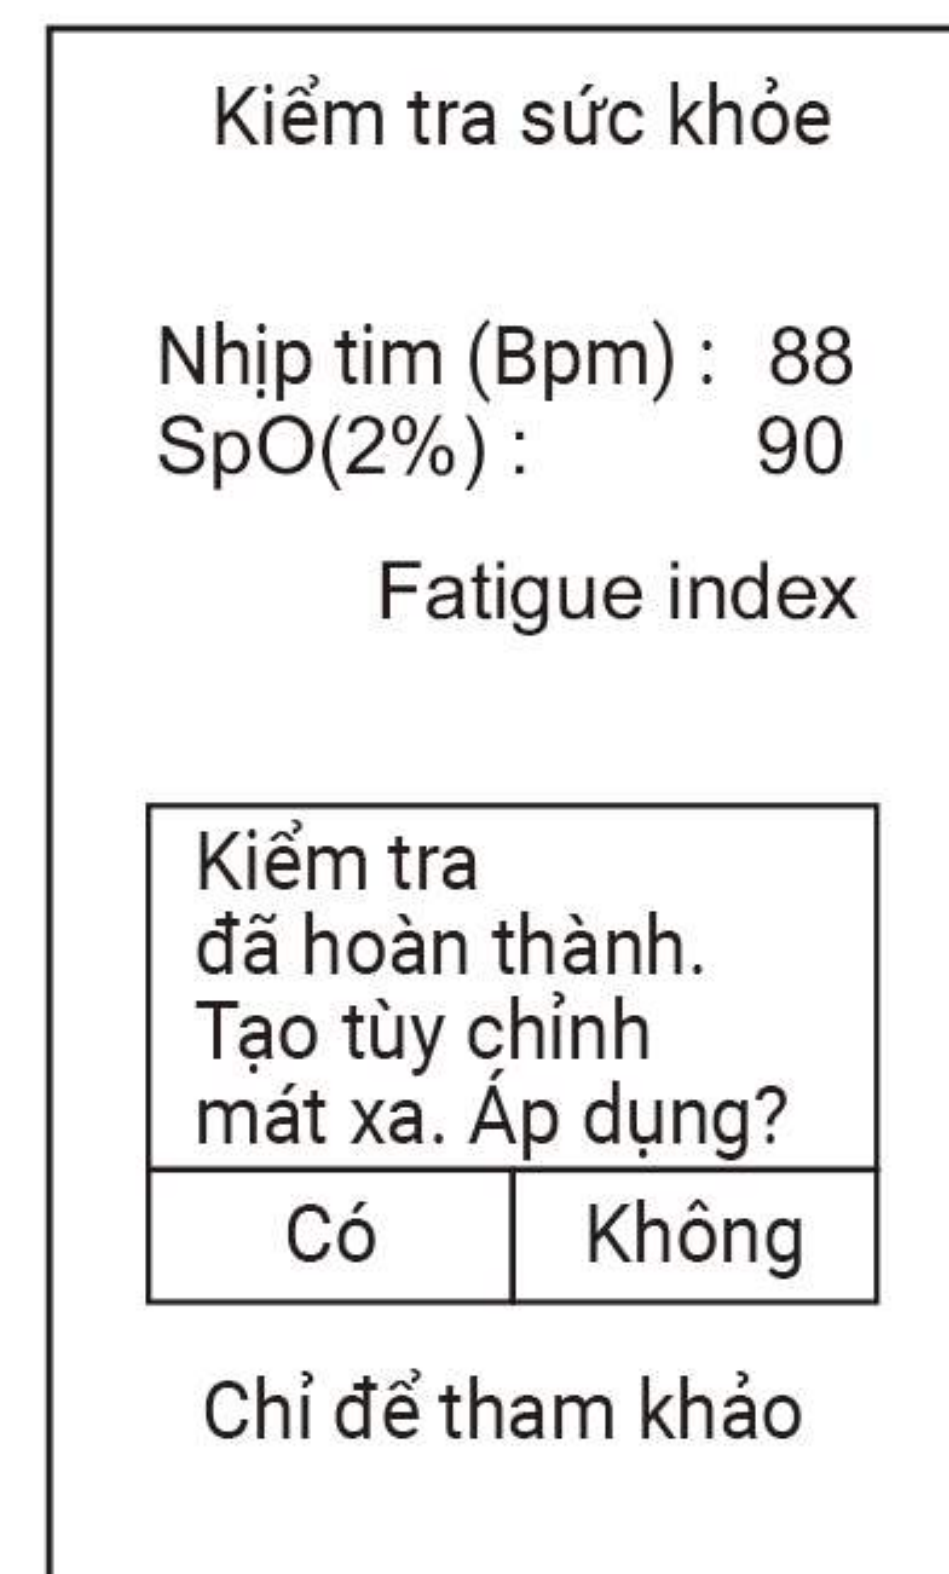 Kiểm tra sức khỏe
Nhịp tim (Bpm) : 88
SpO(2%) : 90
Fatigue index
Kiểm tra
đã hoàn thành.
Tạo tùy chỉnh
mát xa. Áp dụng?
Có Không
Chỉ để tham khảo